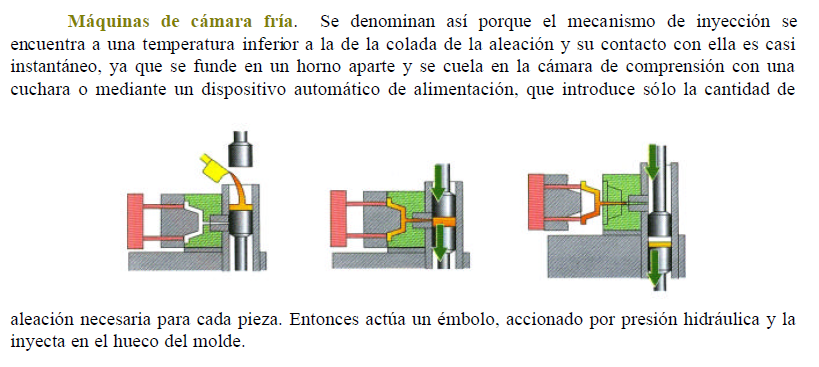 Máquinas de cámara fría. Se denominan así porque el mecanismo de inyección se
encuentra a una temperatura inferior a la de la colada de la aleación y su contacto con ella es casi
instantáneo, ya que se funde en un horno aparte y se cuela en la cámara de comprensión con una
cuchara o mediante un dispositivo automático de alimentación, que introduce sólo la cantidad de
aleación necesaria para cada pieza. Entonces actúa un émbolo, accionado por presión hidráulica y la
inyecta en el hueco del molde.